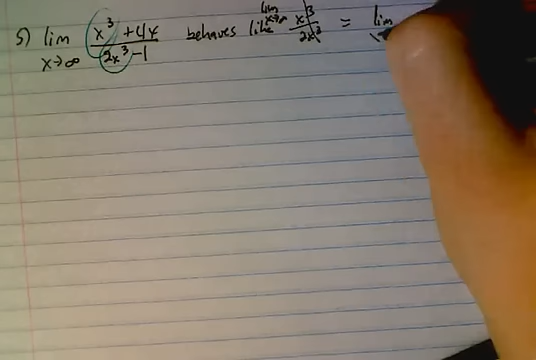 5) lim x→∞ (x³ + 4x)/(2x³ - 1) behaves like lim x→∞ x³/2x³ = lim